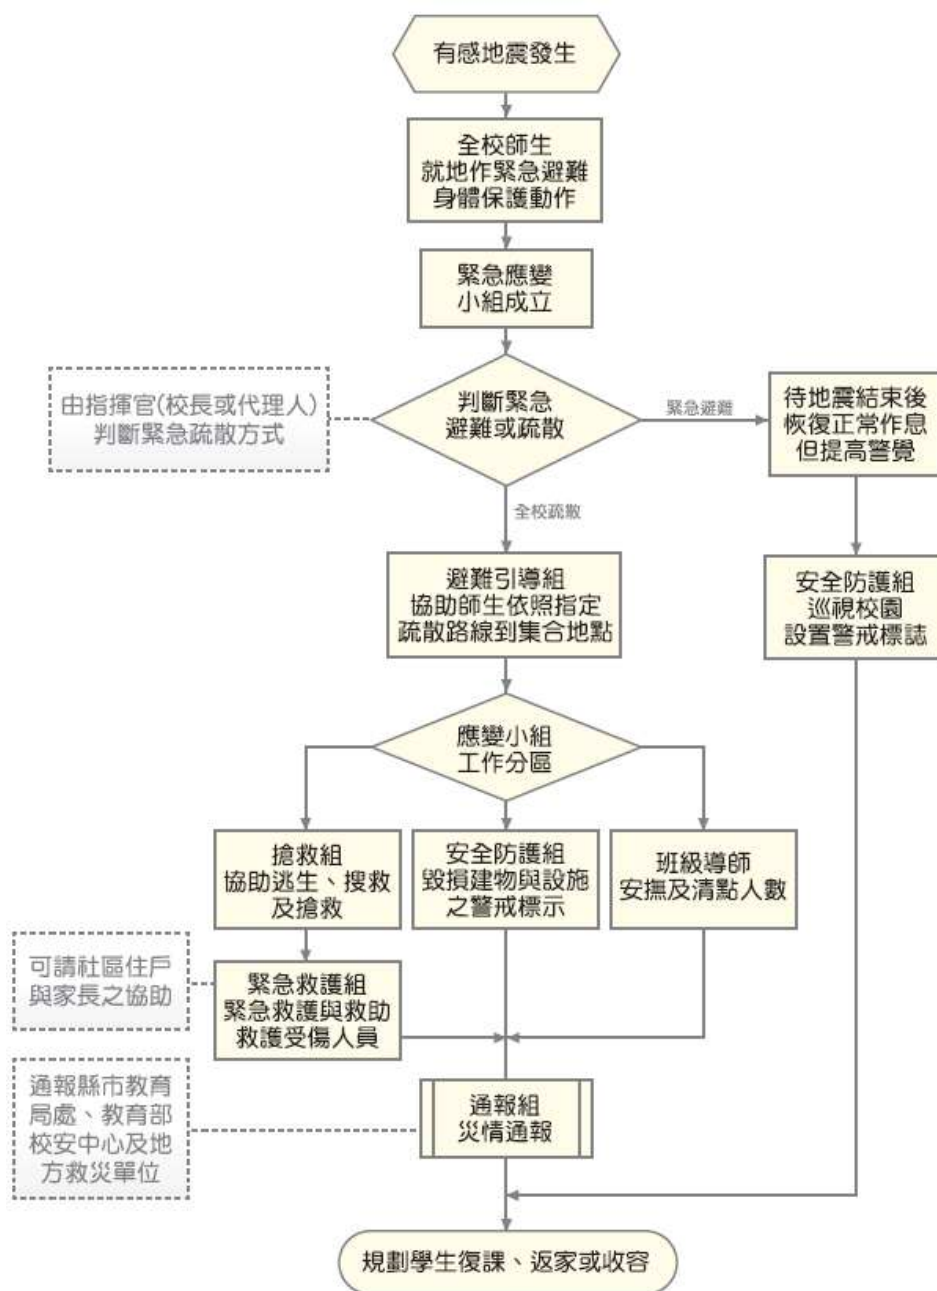 有感地震發生
全校師生
就地作緊急避難
身體保護動作
緊急應變
小組成立
由指揮官(校長或代理人)
判斷緊急疏散方式
判斷緊急
避難或疏散
緊急避難
待地震結束後
恢復正常作息
但提高警覺
全校疏散
避難引導組
協助師生依照指定
疏散路線到集合地點
安全防護組
巡視校園
設置警戒標誌
應變小組
工作分區
搶救組
協助逃生、搜救
及搶救
安全防護組
毀損建物與設施
之警戒標示
班級導師
安撫及清點人數
可請社區住戶
與家長之協助
緊急救護組
緊急救護與救助
救護受傷人員
通報縣市教育
局處、教育部
校安中心及地
方救災單位
通報組
災情通報
規劃學生復課、返家或收容